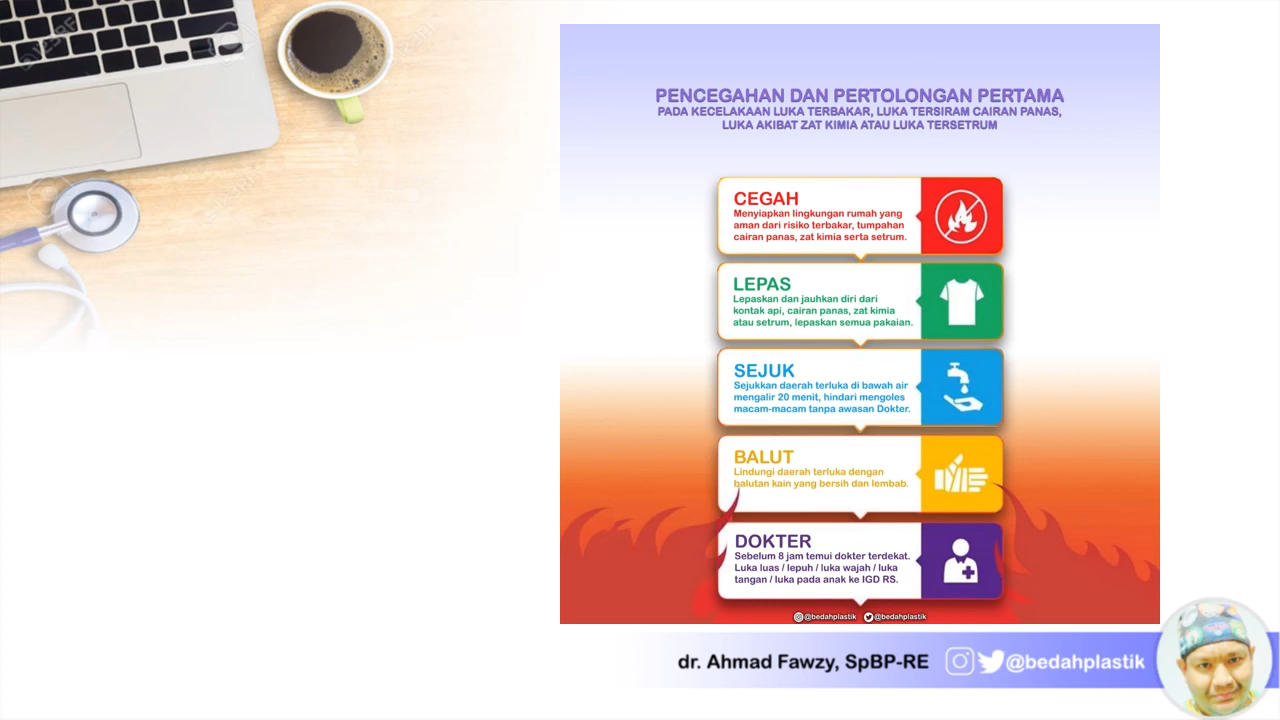 PENCEGAHAN DAN PERTOLONGAN PERTAMA
PADA KECELAKAAN LUKA TERBAKAR, LUKA TERSIRAM CAIRAN PANAS,
LUKA AKIBAT ZAT KIMIA ATAU LUKA TERSETRUM
CEGAH
Menyiapkan lingkungan rumah yang
aman dari risiko terbakar, tumpahan
cairan panas, zat kimia serta setrum.
LEPAS
Lepaskan dan jauhkan diri dari
kontak api, cairan panas, zat kimia
atau setrum, lepaskan semua pakaian.
SEJUK
Sejukkan daerah terluka di bawah air
mengalir 20 menit, hindari mengoles
macam-macam tanpa awasan Dokter.
BALUT
Lindungi daerah terluka dengan
balutan kain yang bersih dan lembab.
DOKTER
Sebelum 8 jam temui dokter terdekat.
Luka luas / lepuh / luka wajah / luka
tangan / luka pada anak ke IGD RS.
@bedahplastik @bedahplastik
dr. Ahmad Fawzy, SpBP-RE @bedahplastik